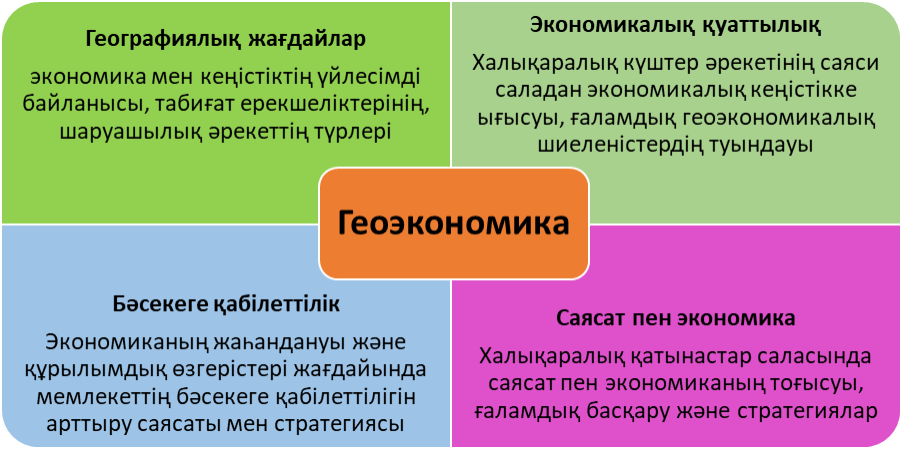 Географиялық жағдайлар
экономика мен кеңістіктің үйлесімді
байланысы, табиғат ерекшеліктерінің,
шаруашылық әрекеттің түрлері
Экономикалық қуаттылық
Халықаралық күштер әрекетінің саяси
саладан экономикалық кеңістікке
ығысуы, ғаламдық геоэкономикалық
шиеленістердің туындауы
Геоэкономика
Бәсекеге қабілеттілік
Экономиканың жаһандануы және
құрылымдық өзгерістері жағдайында
мемлекеттің бәсекеге қабілеттілігін
арттыру саясаты мен стратегиясы
Саясат пен экономика
Халықаралық қатынастар саласында
саясат пен экономиканың тоғысуы,
ғаламдық басқару және стратегиялар